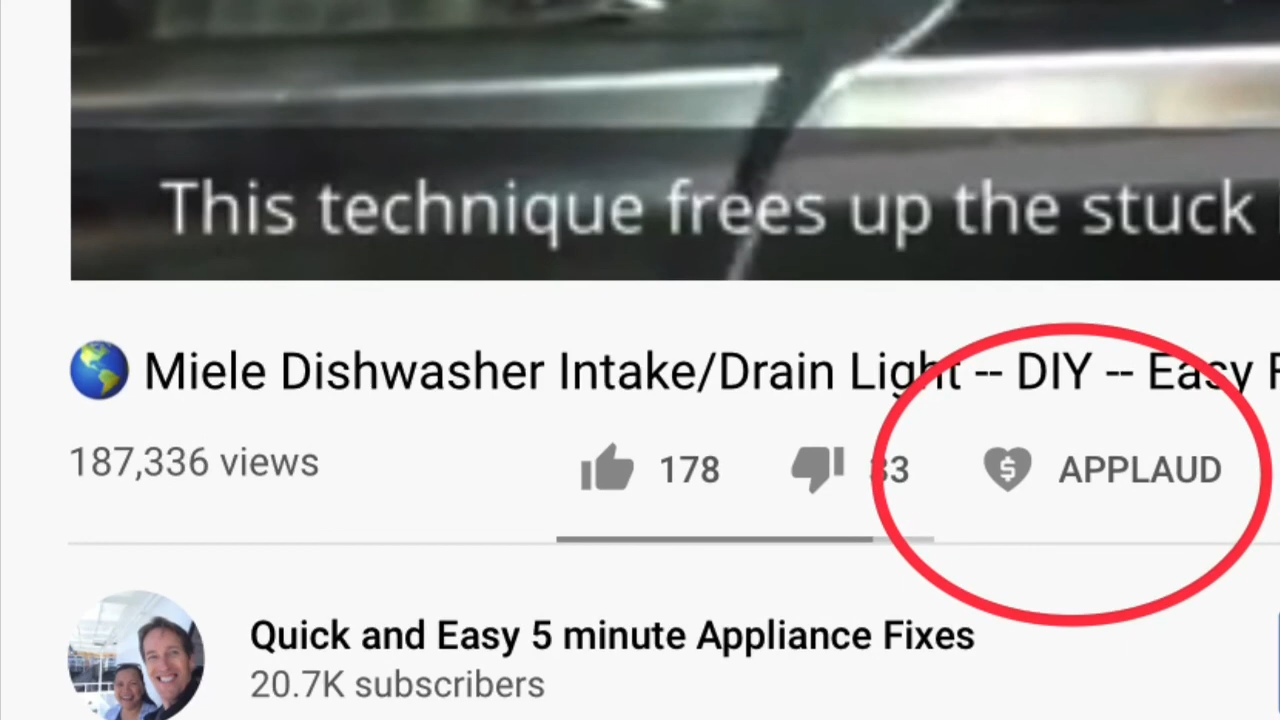 This technique frees up the stuck
Miele Dishwasher Intake/Drain Light -- DIY -- Easy
187,336 views
178
33
APPLAUD
Quick and Easy 5 minute Appliance Fixes
20.7K subscribers